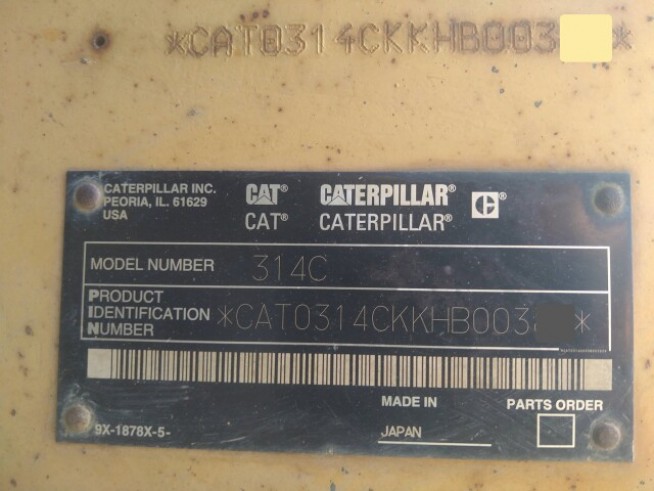 *CAT0314CKKHB003 *
CATERPILLAR INC.
PEORIA, IL. 61629
USA
CAT® CATERPILLAR® C®
CAT® CATERPILLAR®
MODEL NUMBER 314C
PRODUCT
IDENTIFICATION
NUMBER
*CAT0314CKKHB003 *
MADE IN
JAPAN
PARTS ORDER
9X-1878X-5-